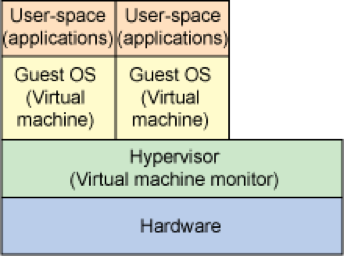 User-space
(applications)
User-space
(applications)
Guest OS
(Virtual
machine)
Guest OS
(Virtual
machine)
Hypervisor
(Virtual machine monitor)
Hardware